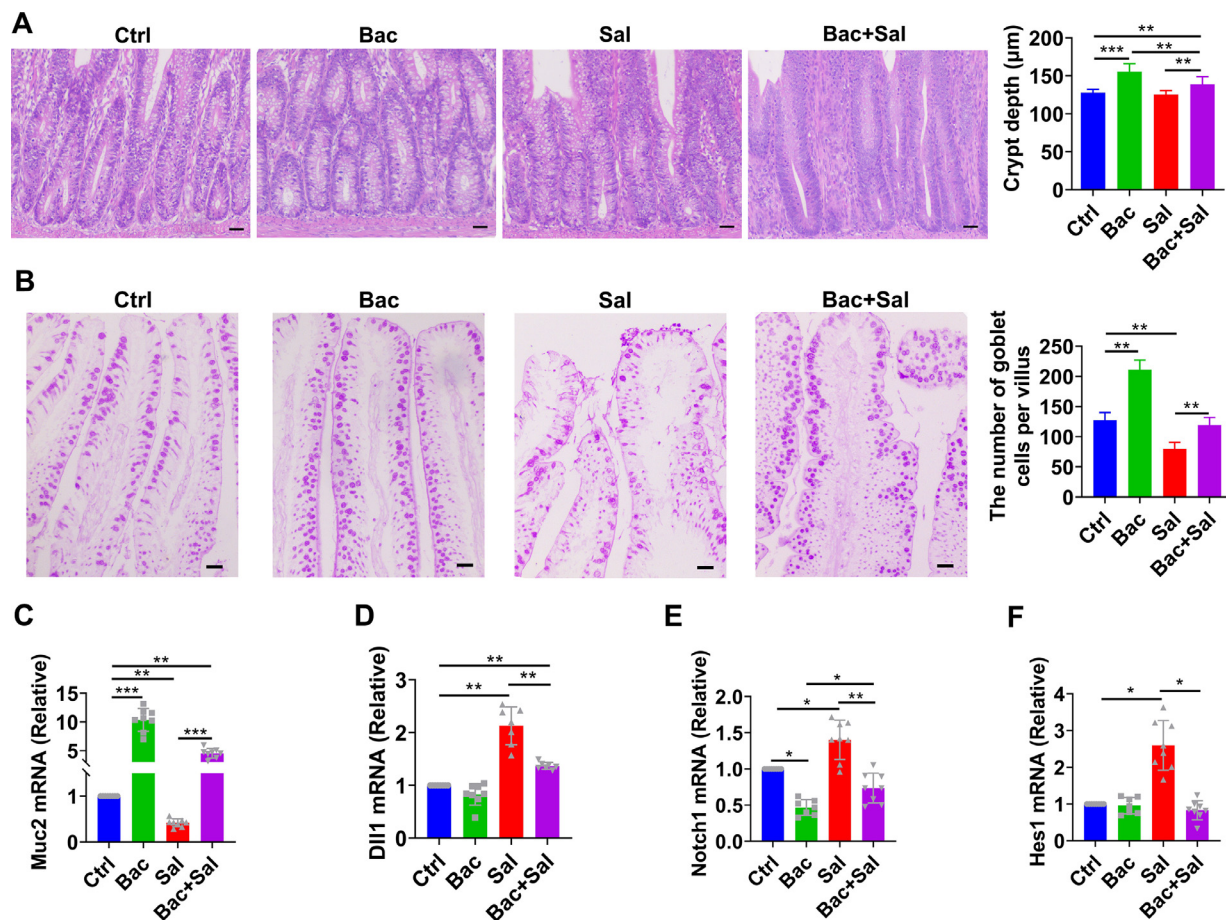 A
Ctrl
Bac
Sal
Bac+Sal
Crypt depth (μm)
200
150
100
50
0
**
***
**
**
Ctrl
Bac
Sal
Bac+Sal
B
Ctrl
Bac
Sal
Bac+Sal
The number of goblet
cells per villus
250
200
150
100
50
0
**
**
**
Ctrl
Bac
Sal
Bac+Sal
C
Muc2 mRNA (Relative)
15
10
5
1
0
**
**
***
***
Ctrl
Bac
Sal
Bac+Sal
D
Dll1 mRNA (Relative)
3
2
1
0
**
**
**
Ctrl
Bac
Sal
Bac+Sal
E
Notch1 mRNA (Relative)
2.0
1.5
1.0
0.5
0.0
*
*
**
*
Ctrl
Bac
Sal
Bac+Sal
F
Hes1 mRNA (Relative)
4
3
2
1
0
*
*
Ctrl
Bac
Sal
Bac+Sal